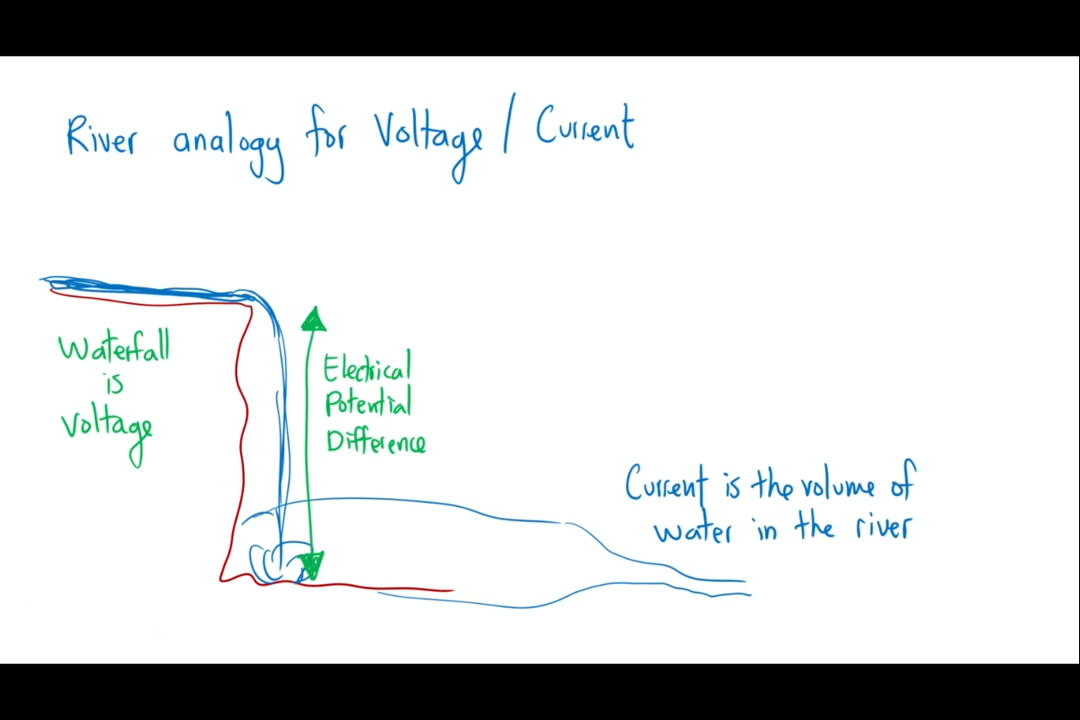 River analogy for Voltage / Current
Waterfall
is
Voltage
Electrical
Potential
Difference
Current is the volume of
water in the river